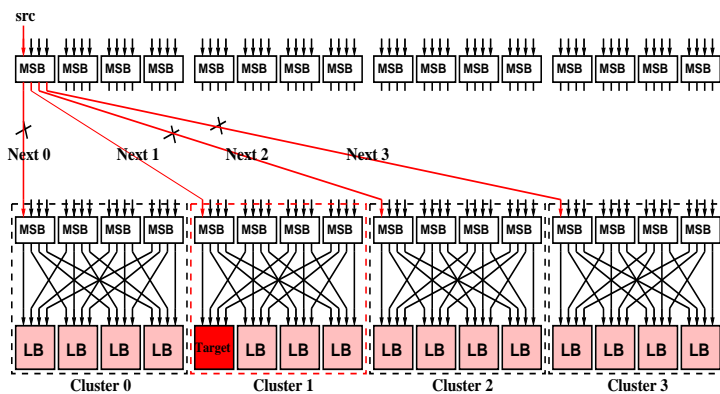 src
MSB MSB MSB MSB MSB MSB MSB MSB MSB MSB MSB MSB MSB MSB MSB MSB
Next 0 Next 1 Next 2 Next 3
MSB MSB MSB MSB MSB MSB MSB MSB MSB MSB MSB MSB MSB MSB MSB MSB
LB LB LB LB Target LB LB LB LB LB LB LB LB LB LB LB
Cluster 0 Cluster 1 Cluster 2 Cluster 3